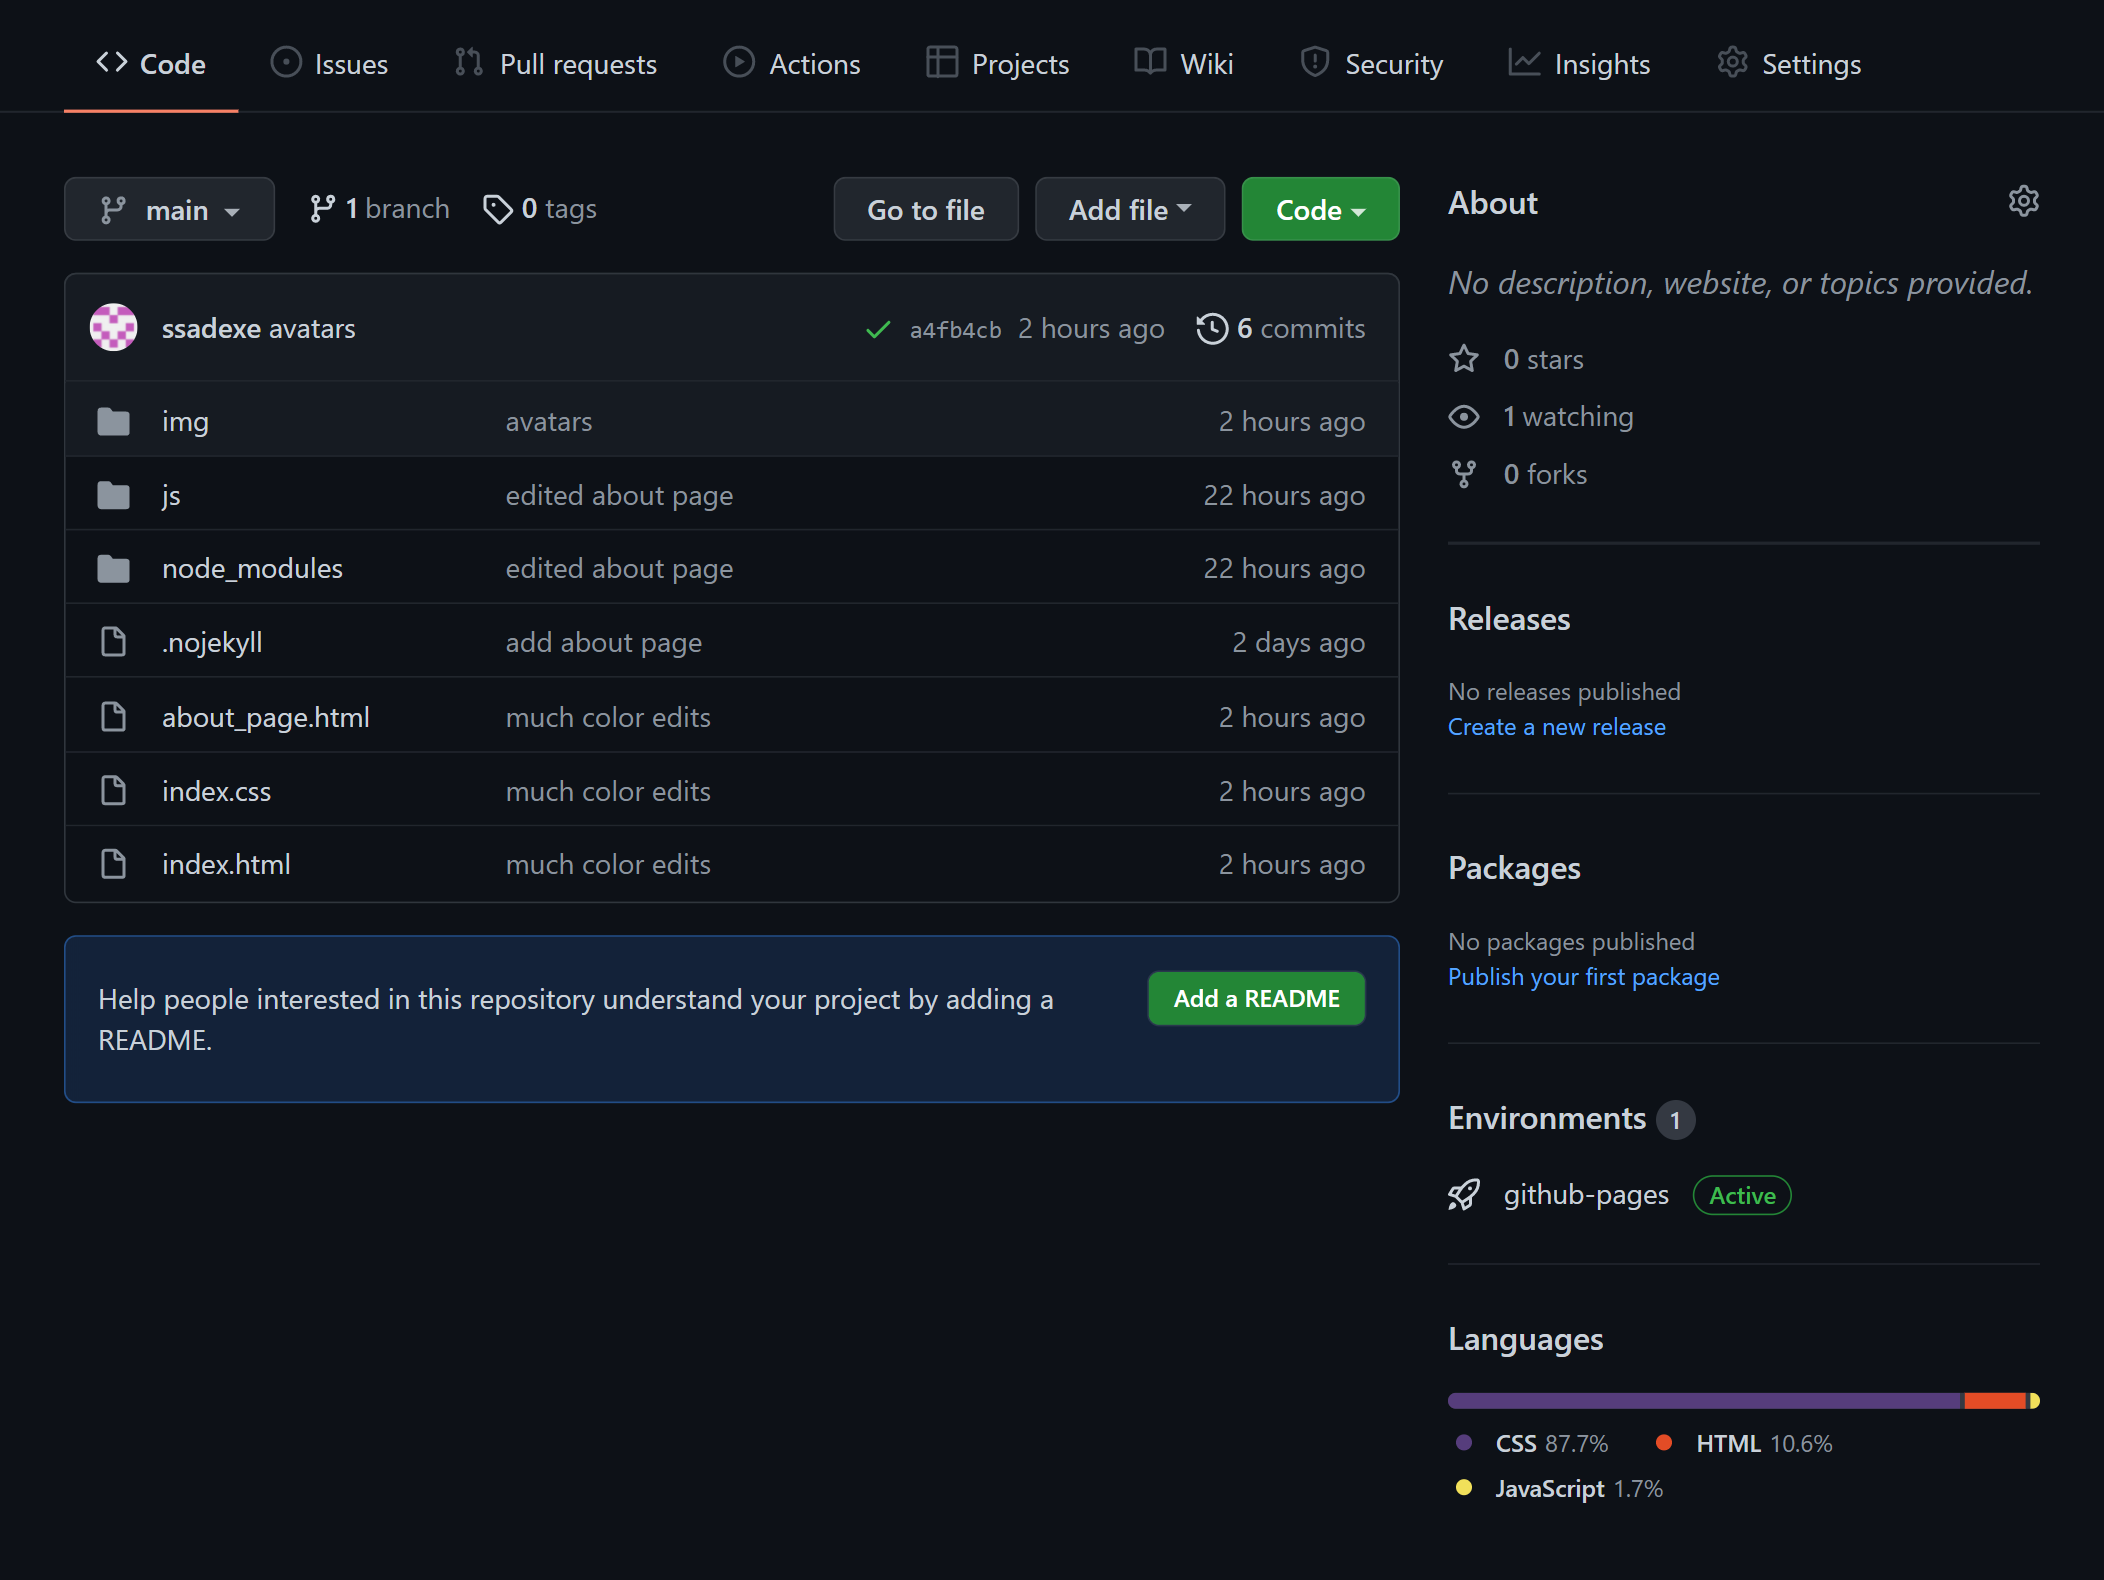 Code Issues Pull requests Actions Projects Wiki Security Insights Settings
main 1 branch 0 tags Go to file Add file Code
ssadexe avatars a4fb4cb 2 hours ago 6 commits
img avatars 2 hours ago
js edited about page 22 hours ago
node_modules edited about page 22 hours ago
.nojekyll add about page 2 days ago
about_page.html much color edits 2 hours ago
index.css much color edits 2 hours ago
index.html much color edits 2 hours ago
Help people interested in this repository understand your project by adding a
README.
Add a README
About
No description, website, or topics provided.
0 stars
1 watching
0 forks
Releases
No releases published
Create a new release
Packages
No packages published
Publish your first package
Environments 1
github-pages Active
Languages
CSS 87.7% HTML 10.6%
JavaScript 1.7%